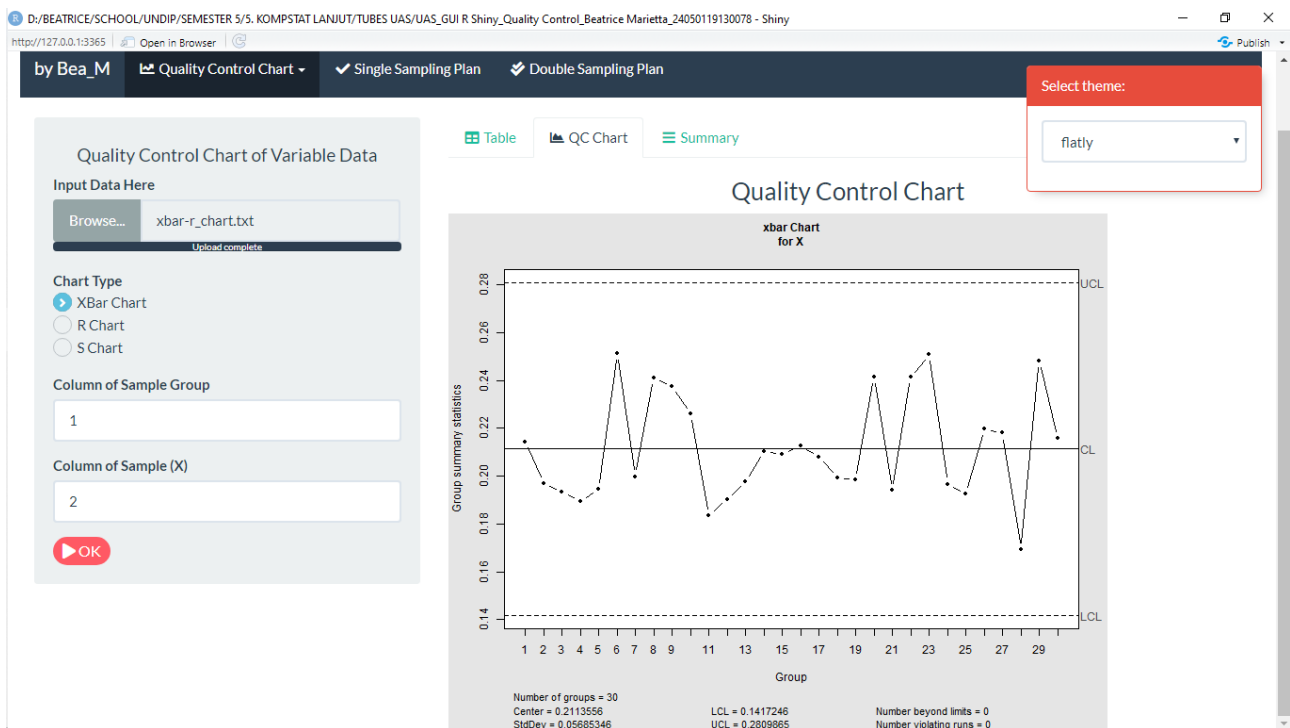 D:/BEATRICE/SCHOOL/UNDIP/SEMESTER 5/5. KOMPSTAT LANJUT/TUBES UAS/UAS_GUI R Shiny_Quality Control_Beatrice Marietta_24050119130078 - Shiny
http://127.0.0.1:3365 Open in Browser Publish
by Bea_M Quality Control Chart Single Sampling Plan Double Sampling Plan
Select theme:
flatly
Table QC Chart Summary
Quality Control Chart of Variable Data
Input Data Here
Browse... xbar-r_chart.txt
Upload complete
Chart Type
XBar Chart
R Chart
S Chart
Column of Sample Group
1
Column of Sample (X)
2
OK
Quality Control Chart
xbar Chart
for X
Group summary statistics
0.28
0.26
0.24
0.22
0.20
0.18
0.16
0.14
UCL
CL
LCL
1 2 3 4 5 6 7 8 9 11 13 15 17 19 21 23 25 27 29
Group
Number of groups = 30
Center = 0.2113556 LCL = 0.1417246 Number beyond limits = 0
StdDev = 0.05685346 UCL = 0.2809865 Number violating runs = 0